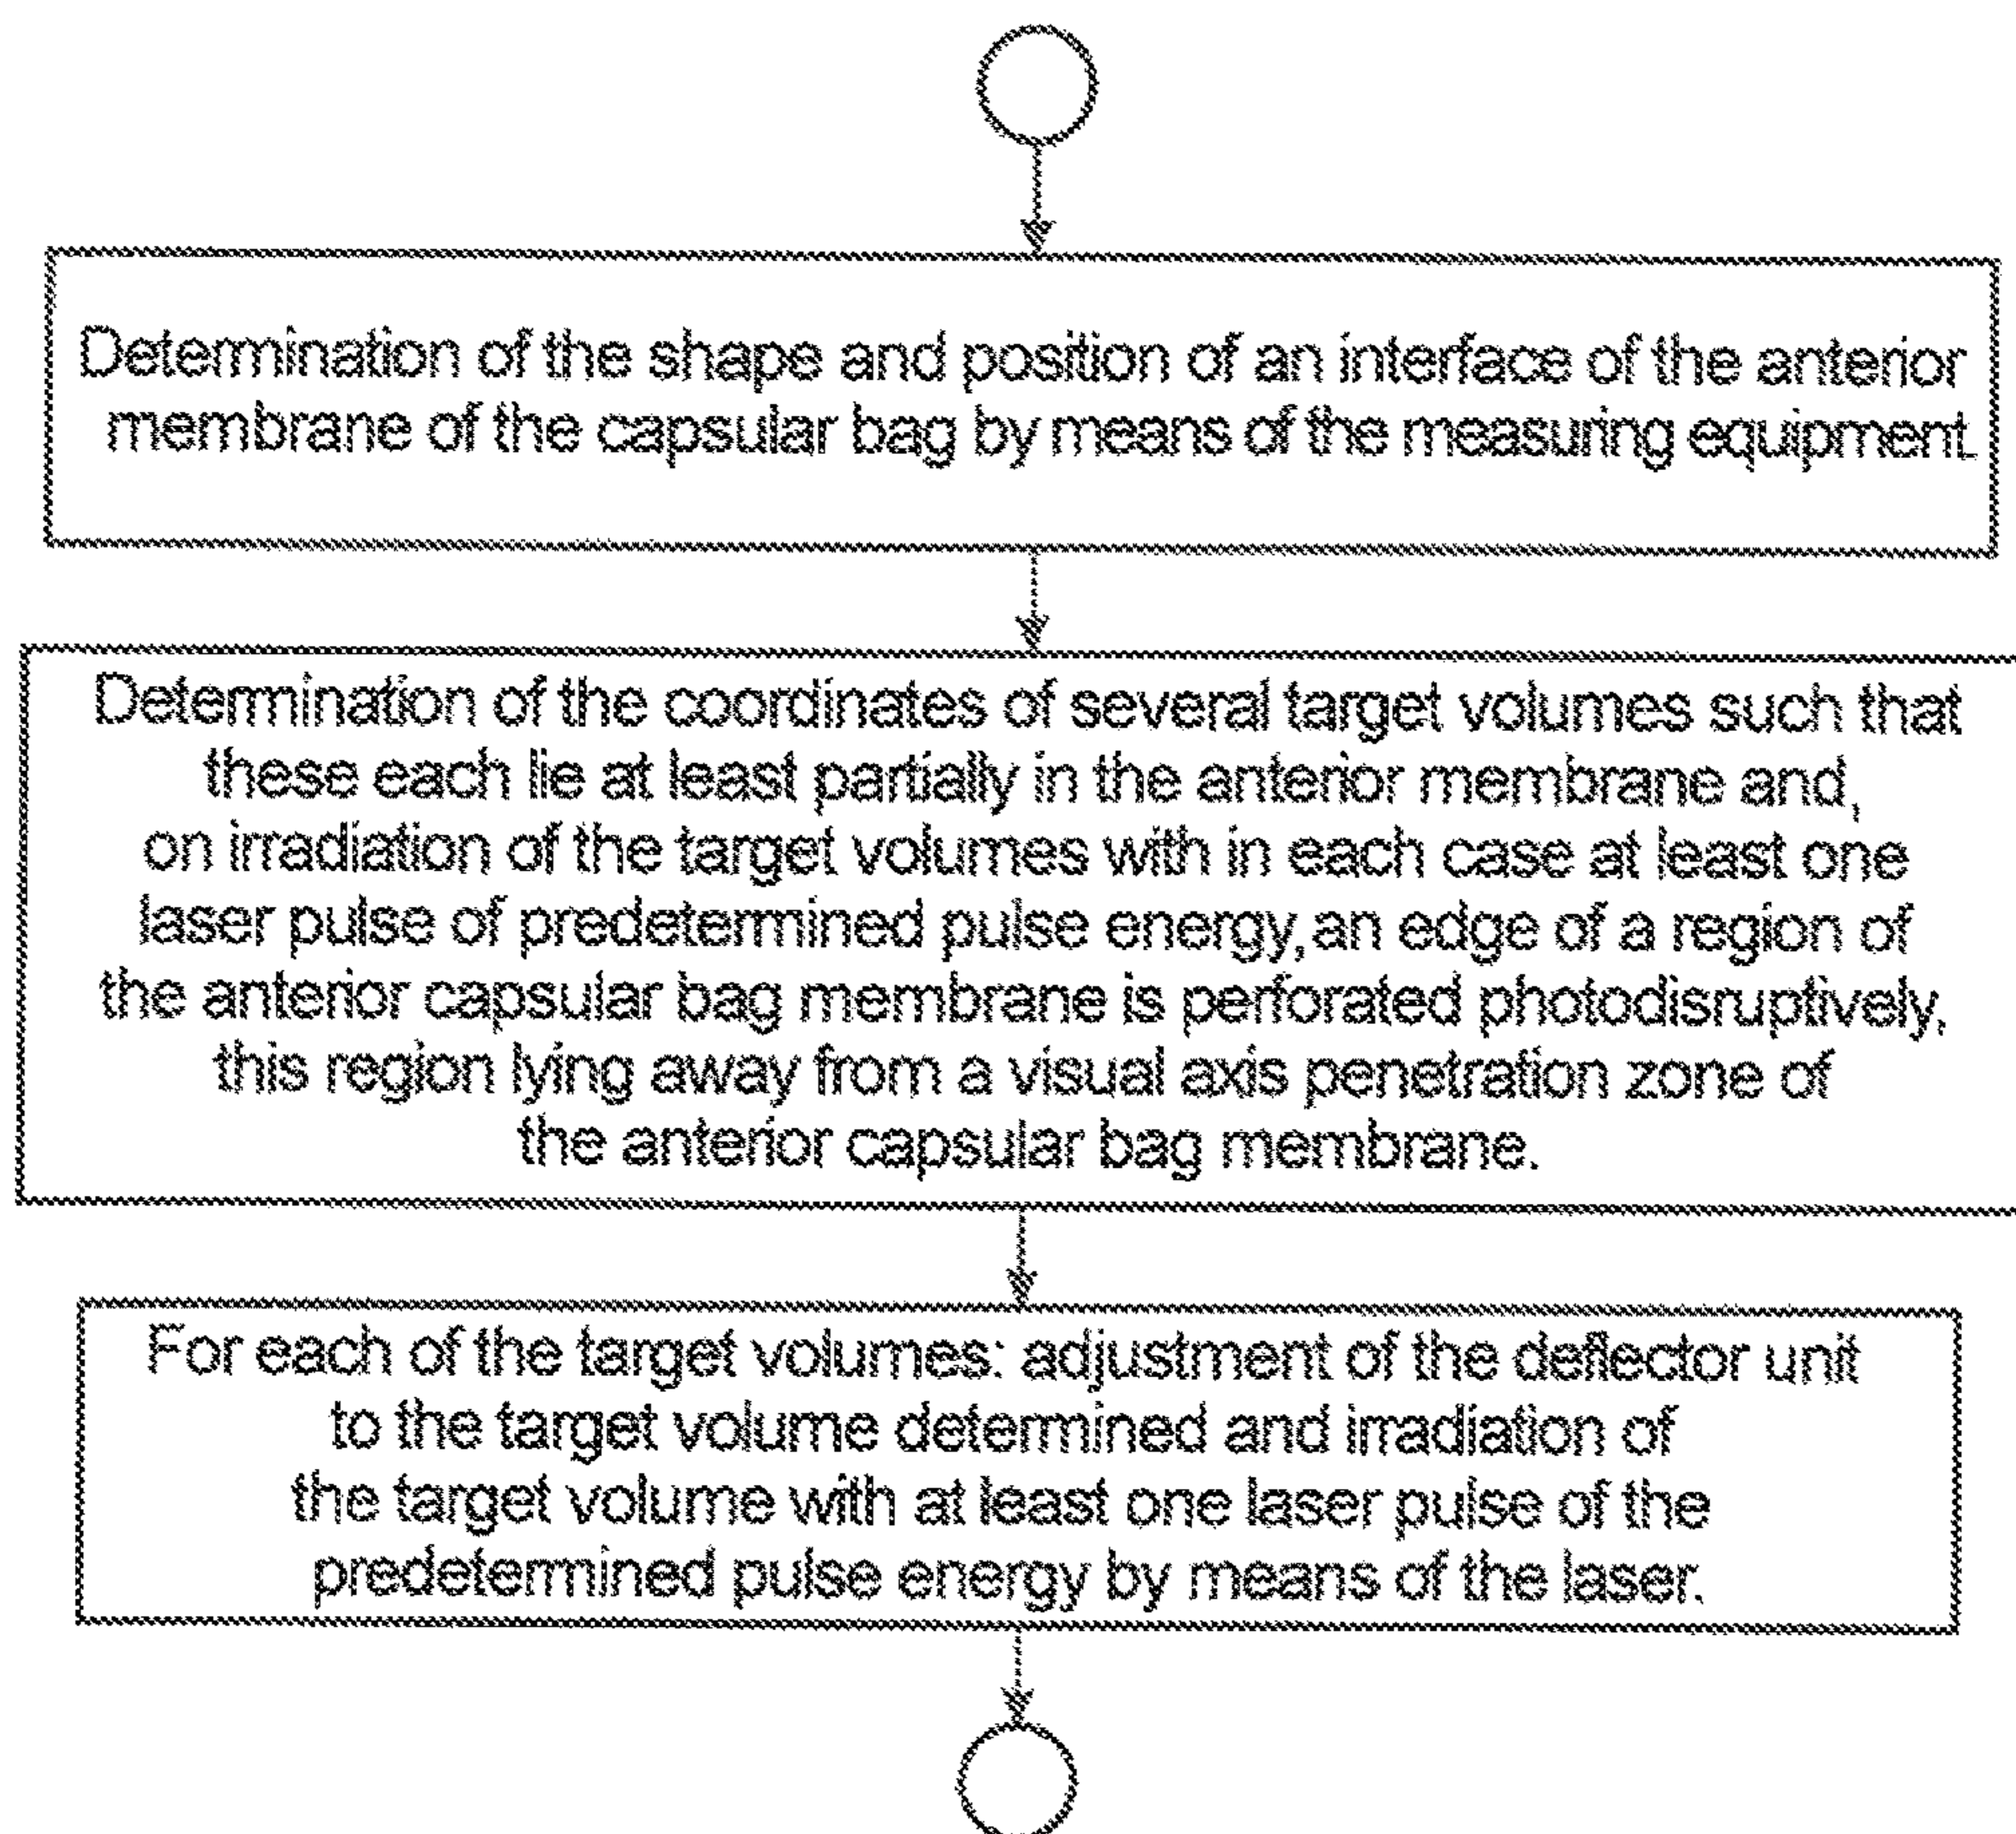 Determination of the shape and position of an interface of the anterior
membrane of the capsular bag by means of the measuring equipment.
Determination of the coordinates of several target volumes such that
these each lie at least partially in the anterior membrane and,
on irradiation of the target volumes with in each case at least one
laser pulse of predetermined pulse energy, an edge of a region of
the anterior capsular bag membrane is perforated photodisruptively,
this region lying away from a visual axis penetration zone of
the anterior capsular bag membrane.
For each of the target volumes: adjustment of the deflector unit
to the target volume determined and irradiation of
the target volume with at least one laser pulse of the
predetermined pulse energy by means of the laser.